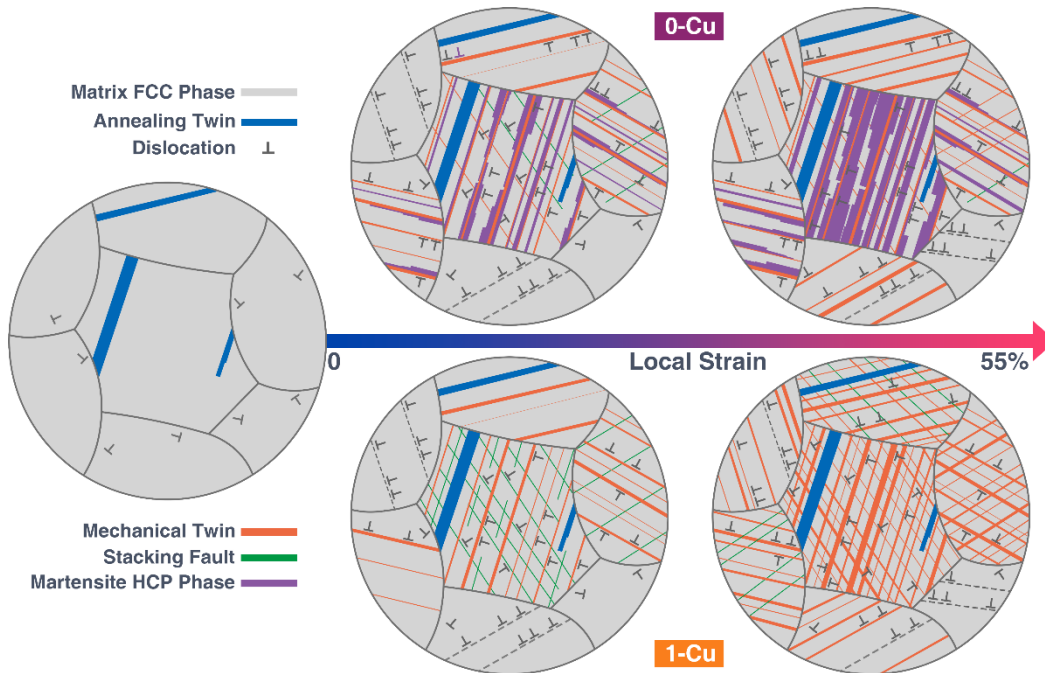 0-Cu
Matrix FCC Phase
Annealing Twin
Dislocation
0
Local Strain
55%
Mechanical Twin
Stacking Fault
Martensite HCP Phase
1-Cu